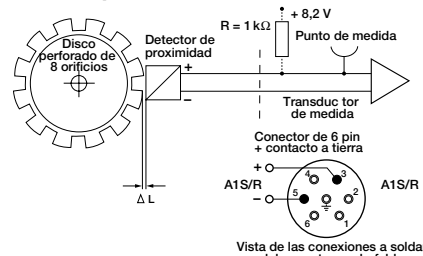 + 8,2 V
R = 1 kΩ
Punto de medida
Disco
perforado de
8 orificios
Detector de
proximidad
+
–
Transduc tor
de medida
Δ L
Conector de 6 pin
+ contacto a tierra
+
A1S/R
–
4
3
5
2
6
1
A1S/R
Vista de las conexiones a solda